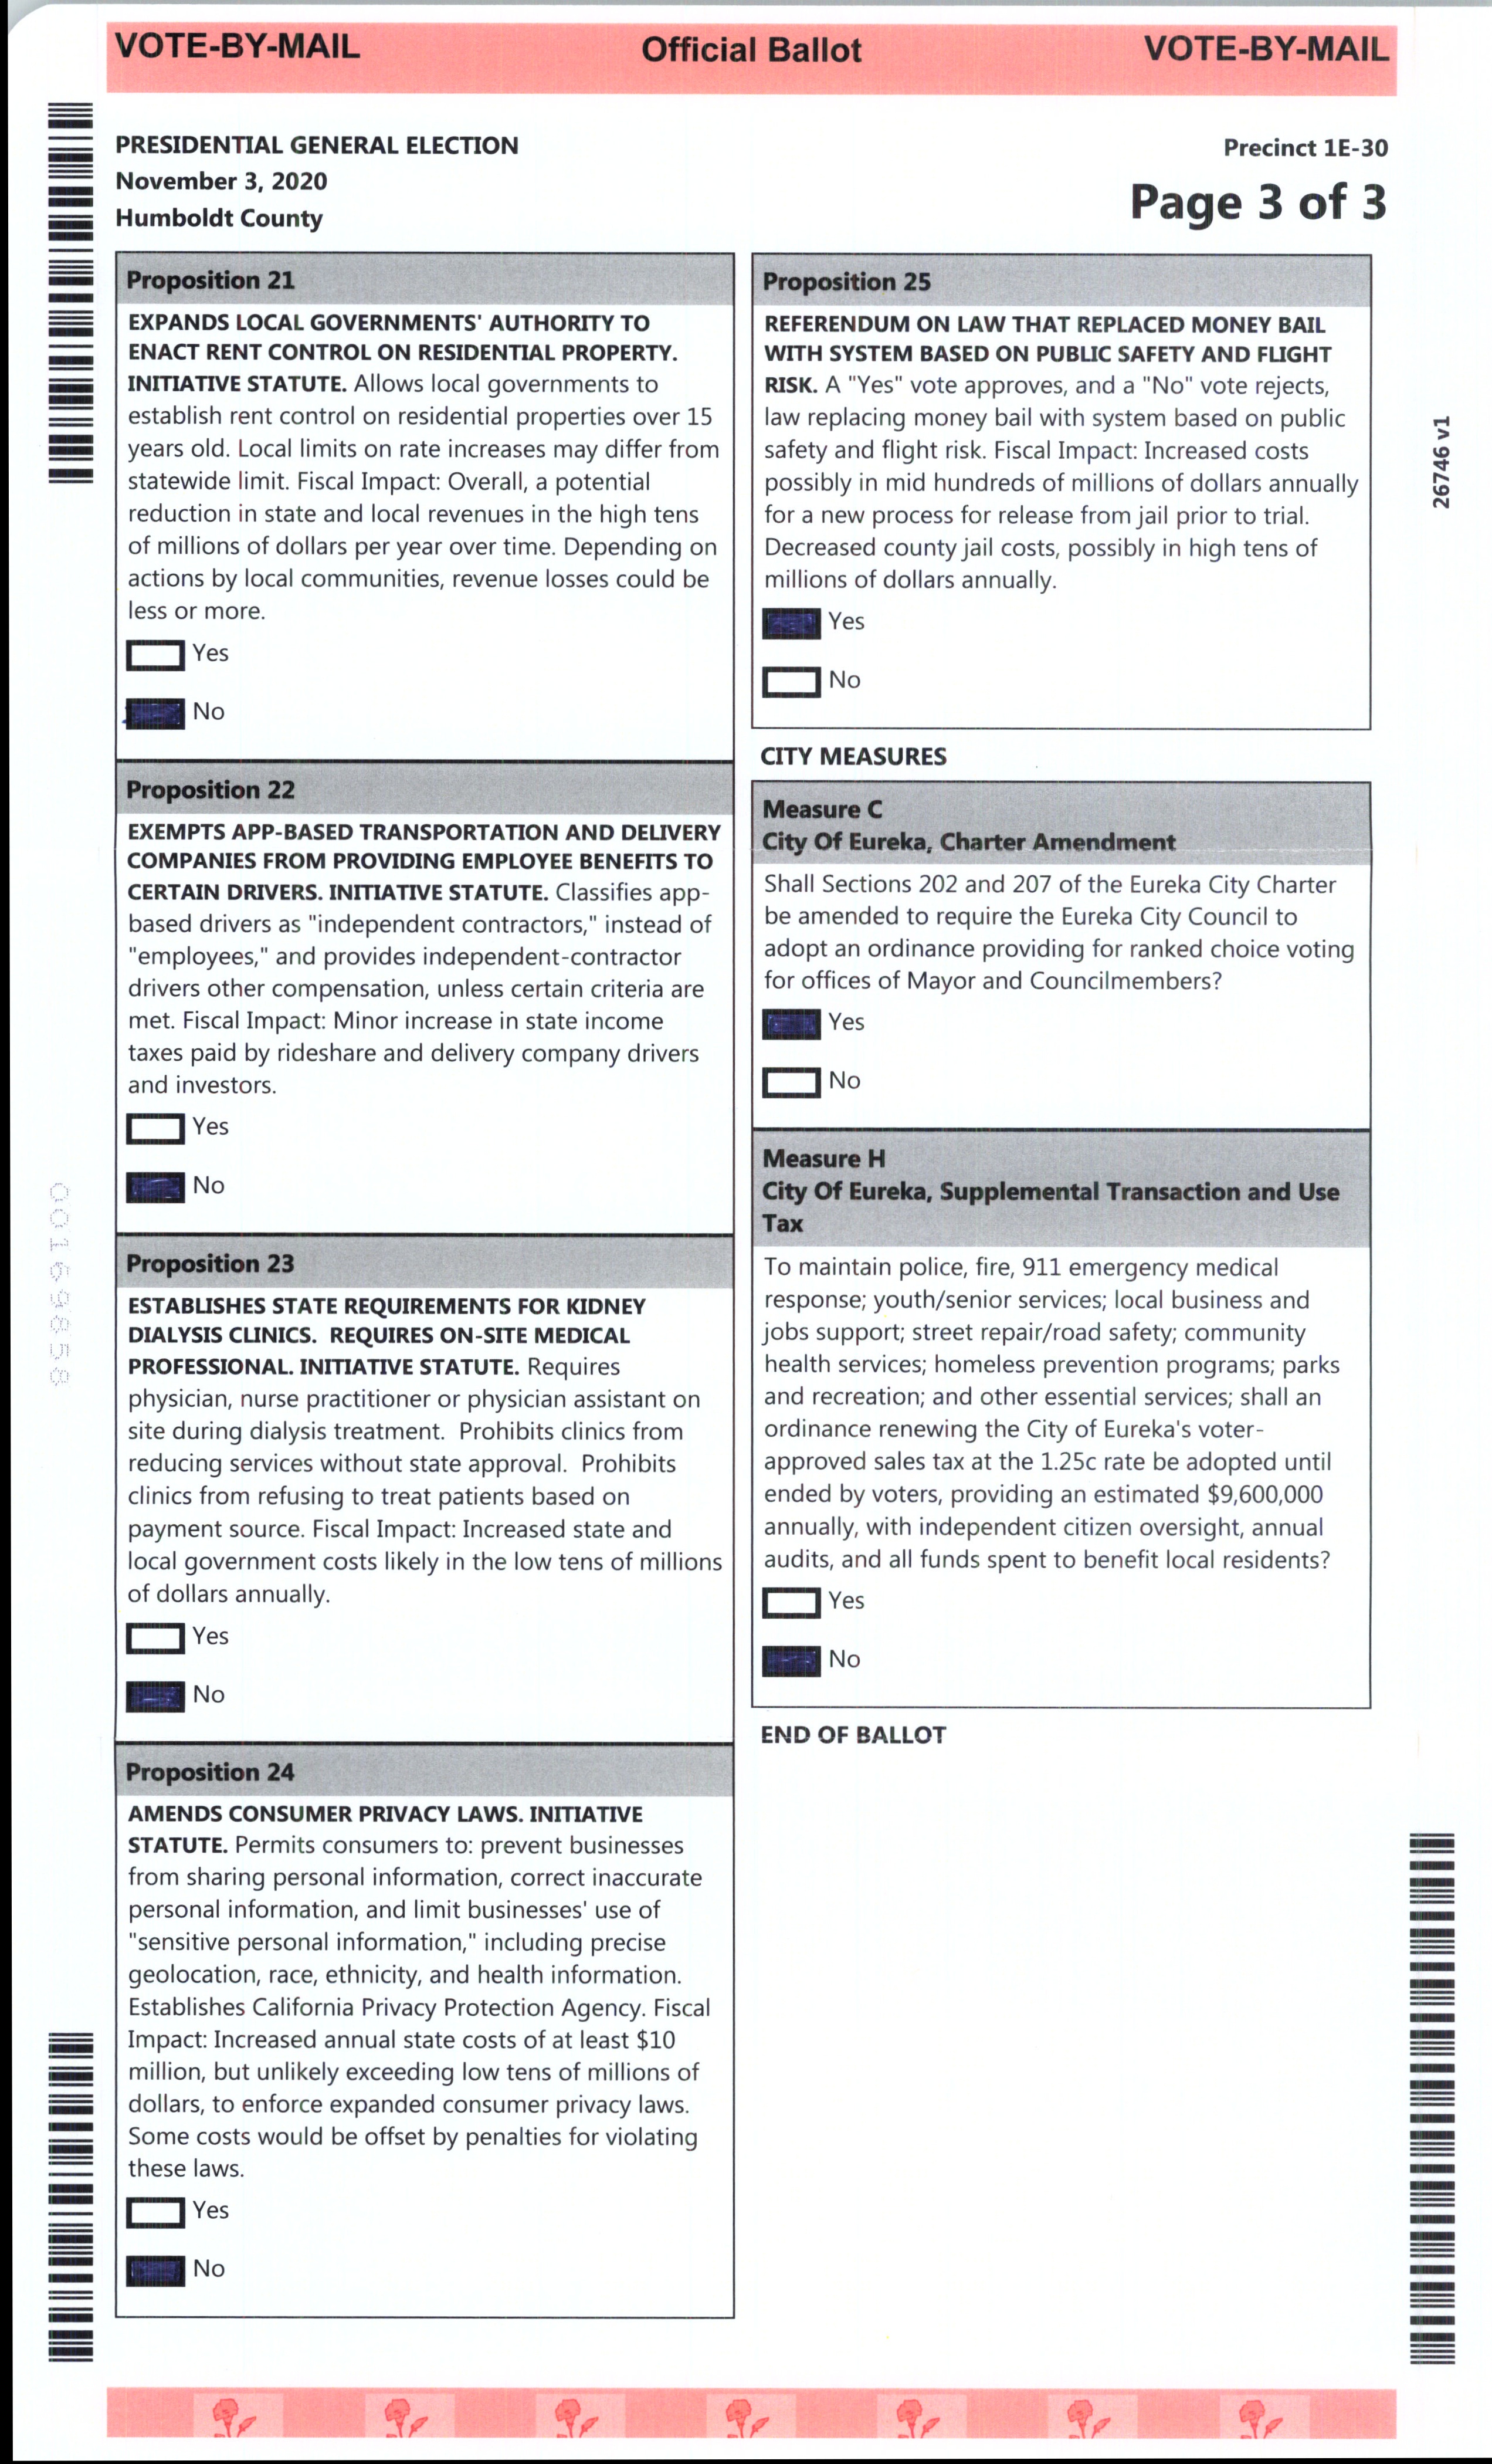 VOTE-BY-MAIL Official Ballot VOTE-BY-MAIL
PRESIDENTIAL GENERAL ELECTION
November 3, 2020
Humboldt County
Precinct 1E-30
Page 3 of 3
Proposition 21
EXPANDS LOCAL GOVERNMENTS' AUTHORITY TO
ENACT RENT CONTROL ON RESIDENTIAL PROPERTY.
INITIATIVE STATUTE. Allows local governments to
establish rent control on residential properties over 15
years old. Local limits on rate increases may differ from
statewide limit. Fiscal Impact: Overall, a potential
reduction in state and local revenues in the high tens
of millions of dollars per year over time. Depending on
actions by local communities, revenue losses could be
less or more.
Yes
No
Proposition 22
EXEMPTS APP-BASED TRANSPORTATION AND DELIVERY
COMPANIES FROM PROVIDING EMPLOYEE BENEFITS TO
CERTAIN DRIVERS. INITIATIVE STATUTE. Classifies app-
based drivers as "independent contractors," instead of
"employees," and provides independent-contractor
drivers other compensation, unless certain criteria are
met. Fiscal Impact: Minor increase in state income
taxes paid by rideshare and delivery company drivers
and investors.
Yes
No
Proposition 23
ESTABLISHES STATE REQUIREMENTS FOR KIDNEY
DIALYSIS CLINICS. REQUIRES ON-SITE MEDICAL
PROFESSIONAL. INITIATIVE STATUTE. Requires
physician, nurse practitioner or physician assistant on
site during dialysis treatment. Prohibits clinics from
reducing services without state approval. Prohibits
clinics from refusing to treat patients based on
payment source. Fiscal Impact: Increased state and
local government costs likely in the low tens of millions
of dollars annually.
Yes
No
Proposition 24
AMENDS CONSUMER PRIVACY LAWS. INITIATIVE
STATUTE. Permits consumers to: prevent businesses
from sharing personal information, correct inaccurate
personal information, and limit businesses' use of
"sensitive personal information," including precise
geolocation, race, ethnicity, and health information.
Establishes California Privacy Protection Agency. Fiscal
Impact: Increased annual state costs of at least $10
million, but unlikely exceeding low tens of millions of
dollars, to enforce expanded consumer privacy laws.
Some costs would be offset by penalties for violating
these laws.
Yes
No
Proposition 25
REFERENDUM ON LAW THAT REPLACED MONEY BAIL
WITH SYSTEM BASED ON PUBLIC SAFETY AND FLIGHT
RISK. A "Yes" vote approves, and a "No" vote rejects,
law replacing money bail with system based on public
safety and flight risk. Fiscal Impact: Increased costs
possibly in mid hundreds of millions of dollars annually
for a new process for release from jail prior to trial.
Decreased county jail costs, possibly in high tens of
millions of dollars annually.
Yes
No
CITY MEASURES
Measure C
City Of Eureka, Charter Amendment
Shall Sections 202 and 207 of the Eureka City Charter
be amended to require the Eureka City Council to
adopt an ordinance providing for ranked choice voting
for offices of Mayor and Councilmembers?
Yes
No
Measure H
City Of Eureka, Supplemental Transaction and Use
Tax
To maintain police, fire, 911 emergency medical
response; youth/senior services; local business and
jobs support; street repair/road safety; community
health services; homeless prevention programs; parks
and recreation; and other essential services; shall an
ordinance renewing the City of Eureka's voter-
approved sales tax at the 1.25c rate be adopted until
ended by voters, providing an estimated $9,600,000
annually, with independent citizen oversight, annual
audits, and all funds spent to benefit local residents?
Yes
No
END OF BALLOT
26746 v1
00169858